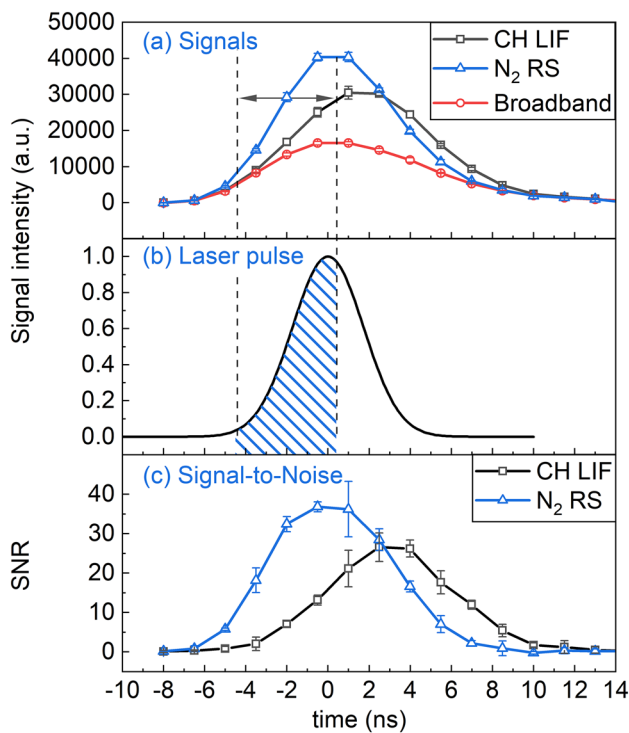 50000
40000
30000
20000
10000
0
(a) Signals
CH LIF
N₂ RS
Broadband
Signal intensity (a.u.)
(b) Laser pulse
1.0
0.8
0.6
0.4
0.2
0.0
(c) Signal-to-Noise
CH LIF
N₂ RS
40
30
20
10
0
SNR
-10 -8 -6 -4 -2 0 2 4 6 8 10 12 14
time (ns)